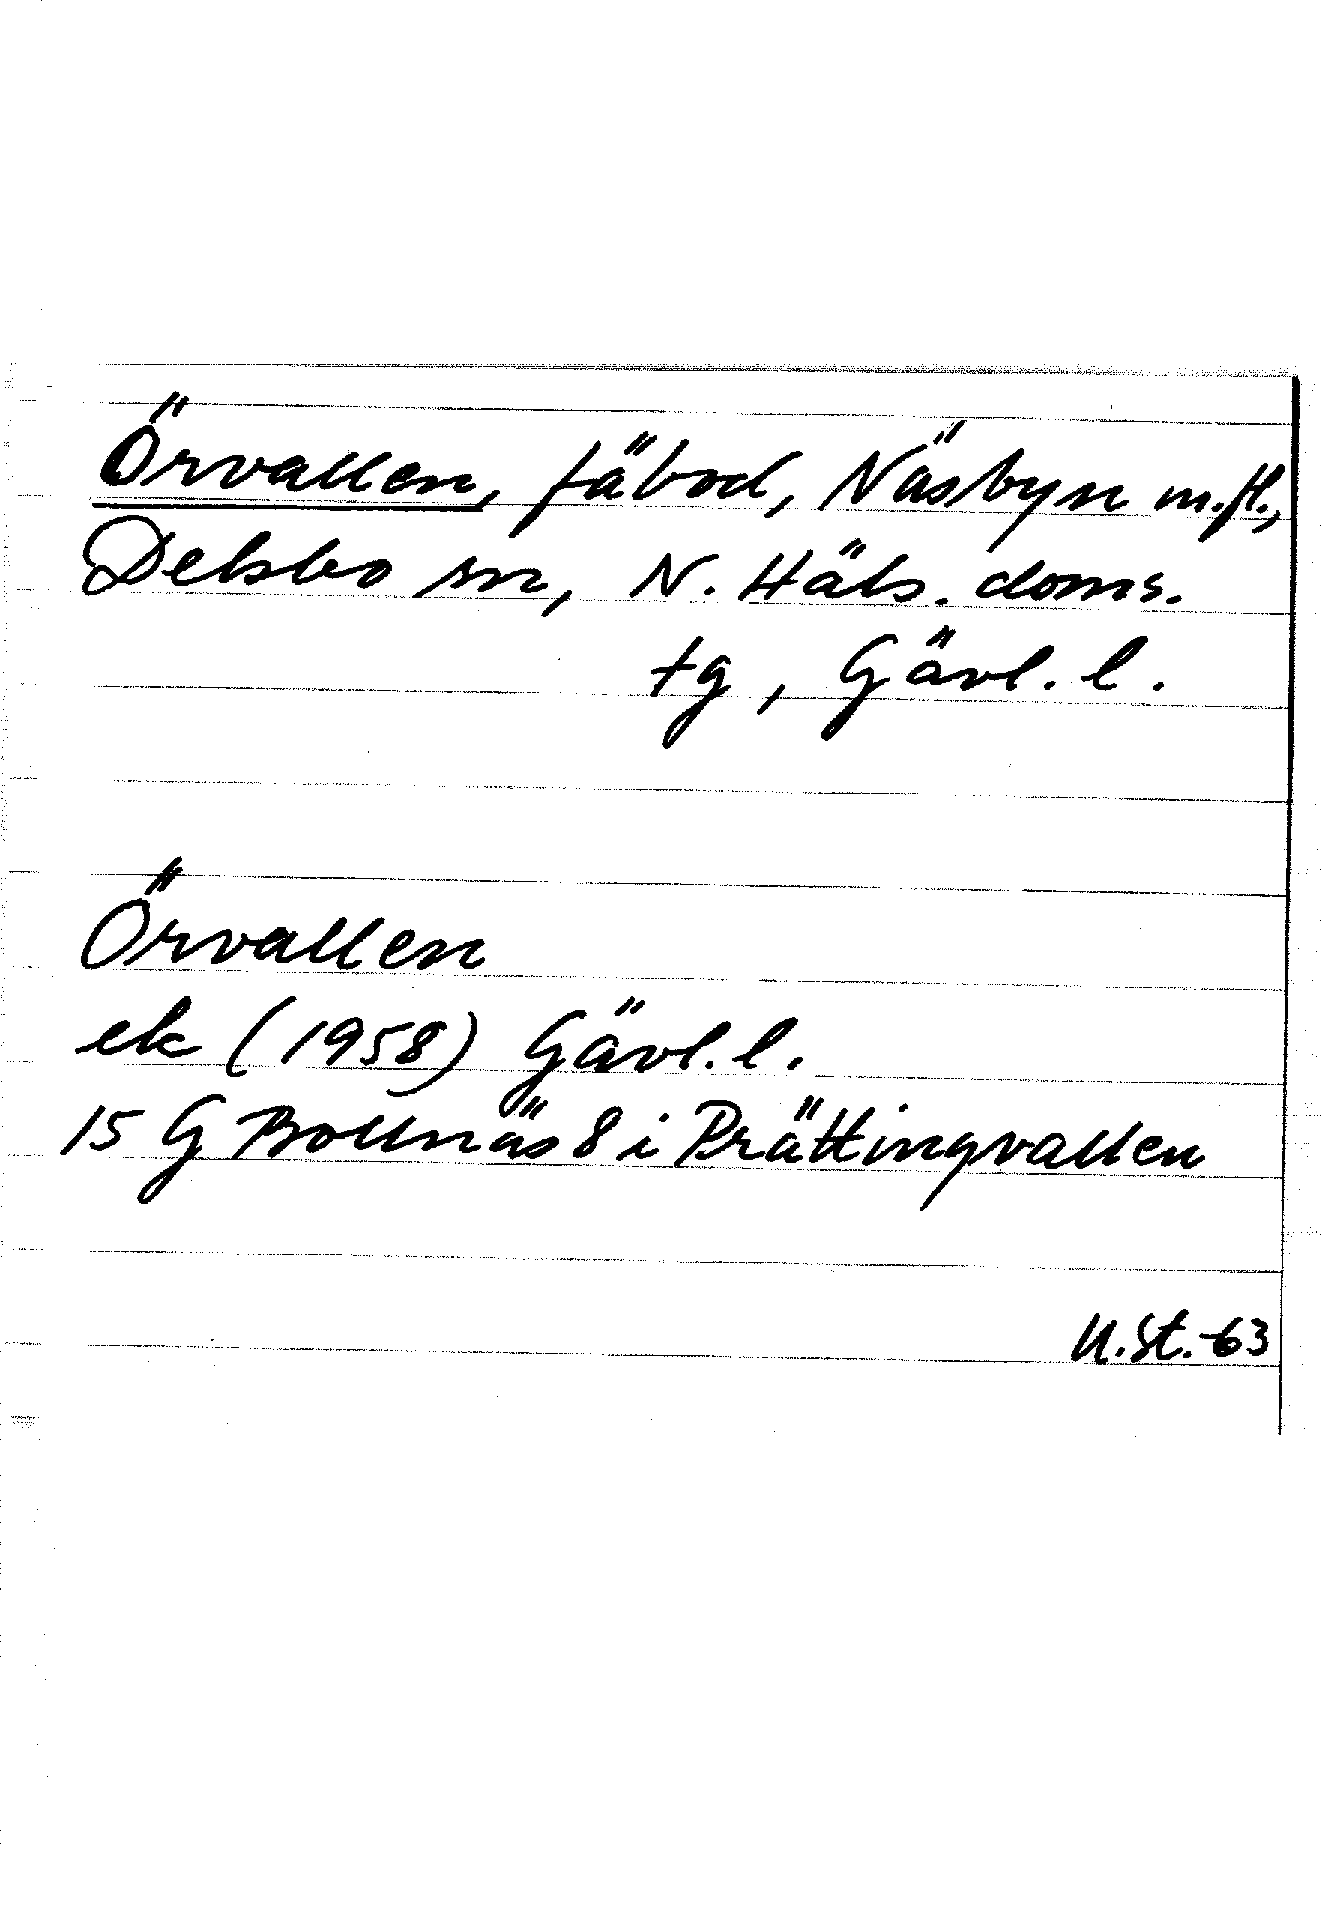 Örvallen, fäbod, Näsbyn m.fl.,
Delsbo sn, N. Häls. doms.
tg, Gävl. l.
Örvallen
ek (1958) Gävl. l.
15 G Bollnäs 8 i Prättingvallen
U.St.-63